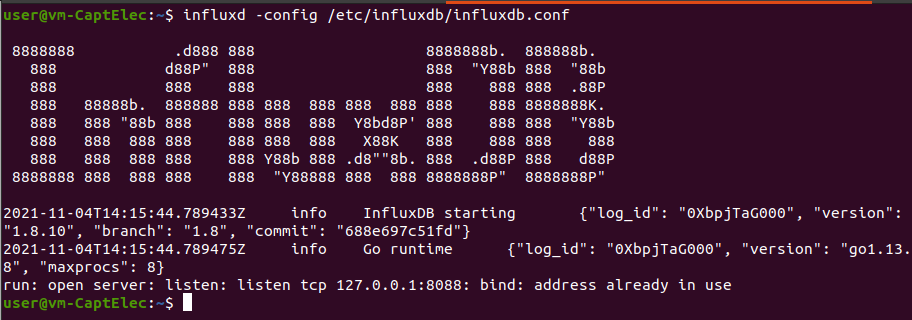 user@vm-CaptElec:~$ influxd -config /etc/influxdb/influxdb.conf
8888888           .d888 888                   8888888b.  888888b.
  888            d88P"  888                   888  "Y88b 888  "88b
  888            888    888                   888    888 888  .88P
  888   88888b.  888888 888 888  888 888  888 888    888 8888888K.
  888   888 "88b 888    888 888  888  Y8bd8P' 888    888 888  "Y88b
  888   888  888 888    888 888  888   X88K   888    888 888    888
  888   888  888 888    888 Y88b 888 .d8""8b. 888  .d88P 888   d88P
8888888 888  888 888    888  "Y88888 888  888 8888888P"  8888888P"
2021-11-04T14:15:44.789433Z     info    InfluxDB starting       {"log_id": "0XbpjTaG000", "version":
"1.8.10", "branch": "1.8", "commit": "688e697c51fd"}
2021-11-04T14:15:44.789475Z     info    Go runtime      {"log_id": "0XbpjTaG000", "version": "go1.13.
8", "maxprocs": 8}
run: open server: listen: listen tcp 127.0.0.1:8088: bind: address already in use
user@vm-CaptElec:~$